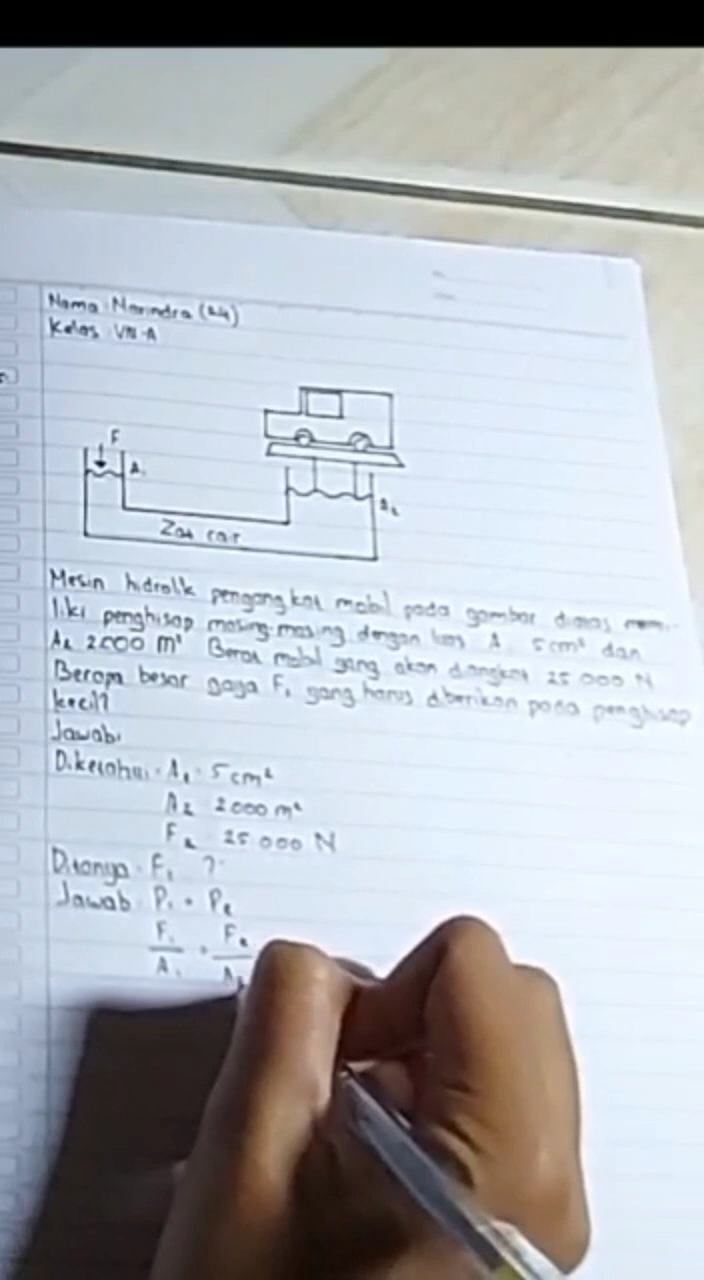 Nama: Narindra (24)
Kelas: VIII-A
F
A₁
A₂
Zat cair
Mesin hidrolik pengangkat mobil pada gambar diatas mem-
liki penghisap masing-masing dengan luas A₁ 5 cm² dan
A₂ 2000 m² Berat mobil yang akan diangkat 25 000 N
Berapa besar gaya F₁ yang harus diberikan pada penghisap
kecil?
Jawab:
Diketahui: A₁ = 5 cm²
A₂ 2000 m²
F₂ 25 000 N
Ditanya F₁ ?
Jawab P₁ = P₂
F₁/A₁ = F₂/A₂